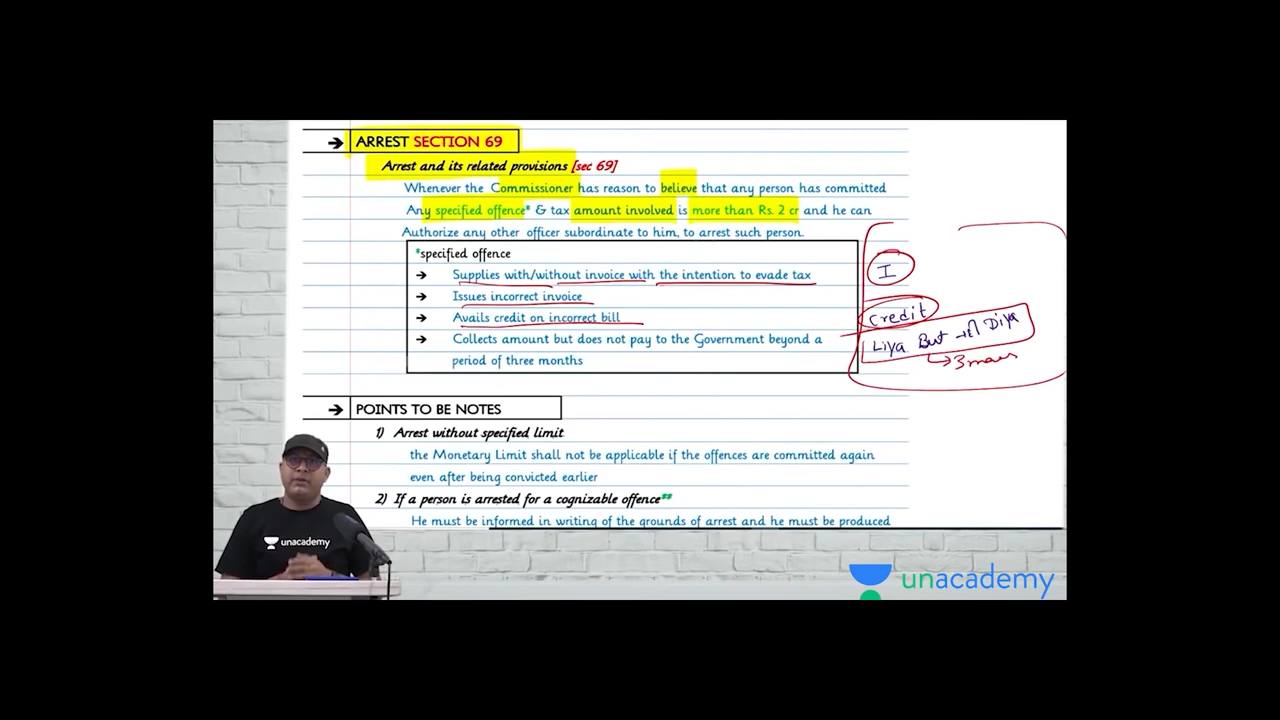 → ARREST SECTION 69
Arrest and its related provisions [sec 69]
Whenever the Commissioner has reason to believe that any person has committed
Any specified offence* & tax amount involved is more than Rs. 2 cr and he can
Authorize any other officer subordinate to him, to arrest such person.
*specified offence
→ Supplies with/without invoice with the intention to evade tax
→ Issues incorrect invoice
→ Avails credit on incorrect bill
→ Collects amount but does not pay to the Government beyond a
period of three months
I
Credit
Liya But → Diya
→ 3
→ POINTS TO BE NOTES
1) Arrest without specified limit
the Monetary Limit shall not be applicable if the offences are committed again
even after being convicted earlier
2) If a person is arrested for a cognizable offence**
He must be informed in writing of the grounds of arrest and he must be produced
unacademy
unacademy